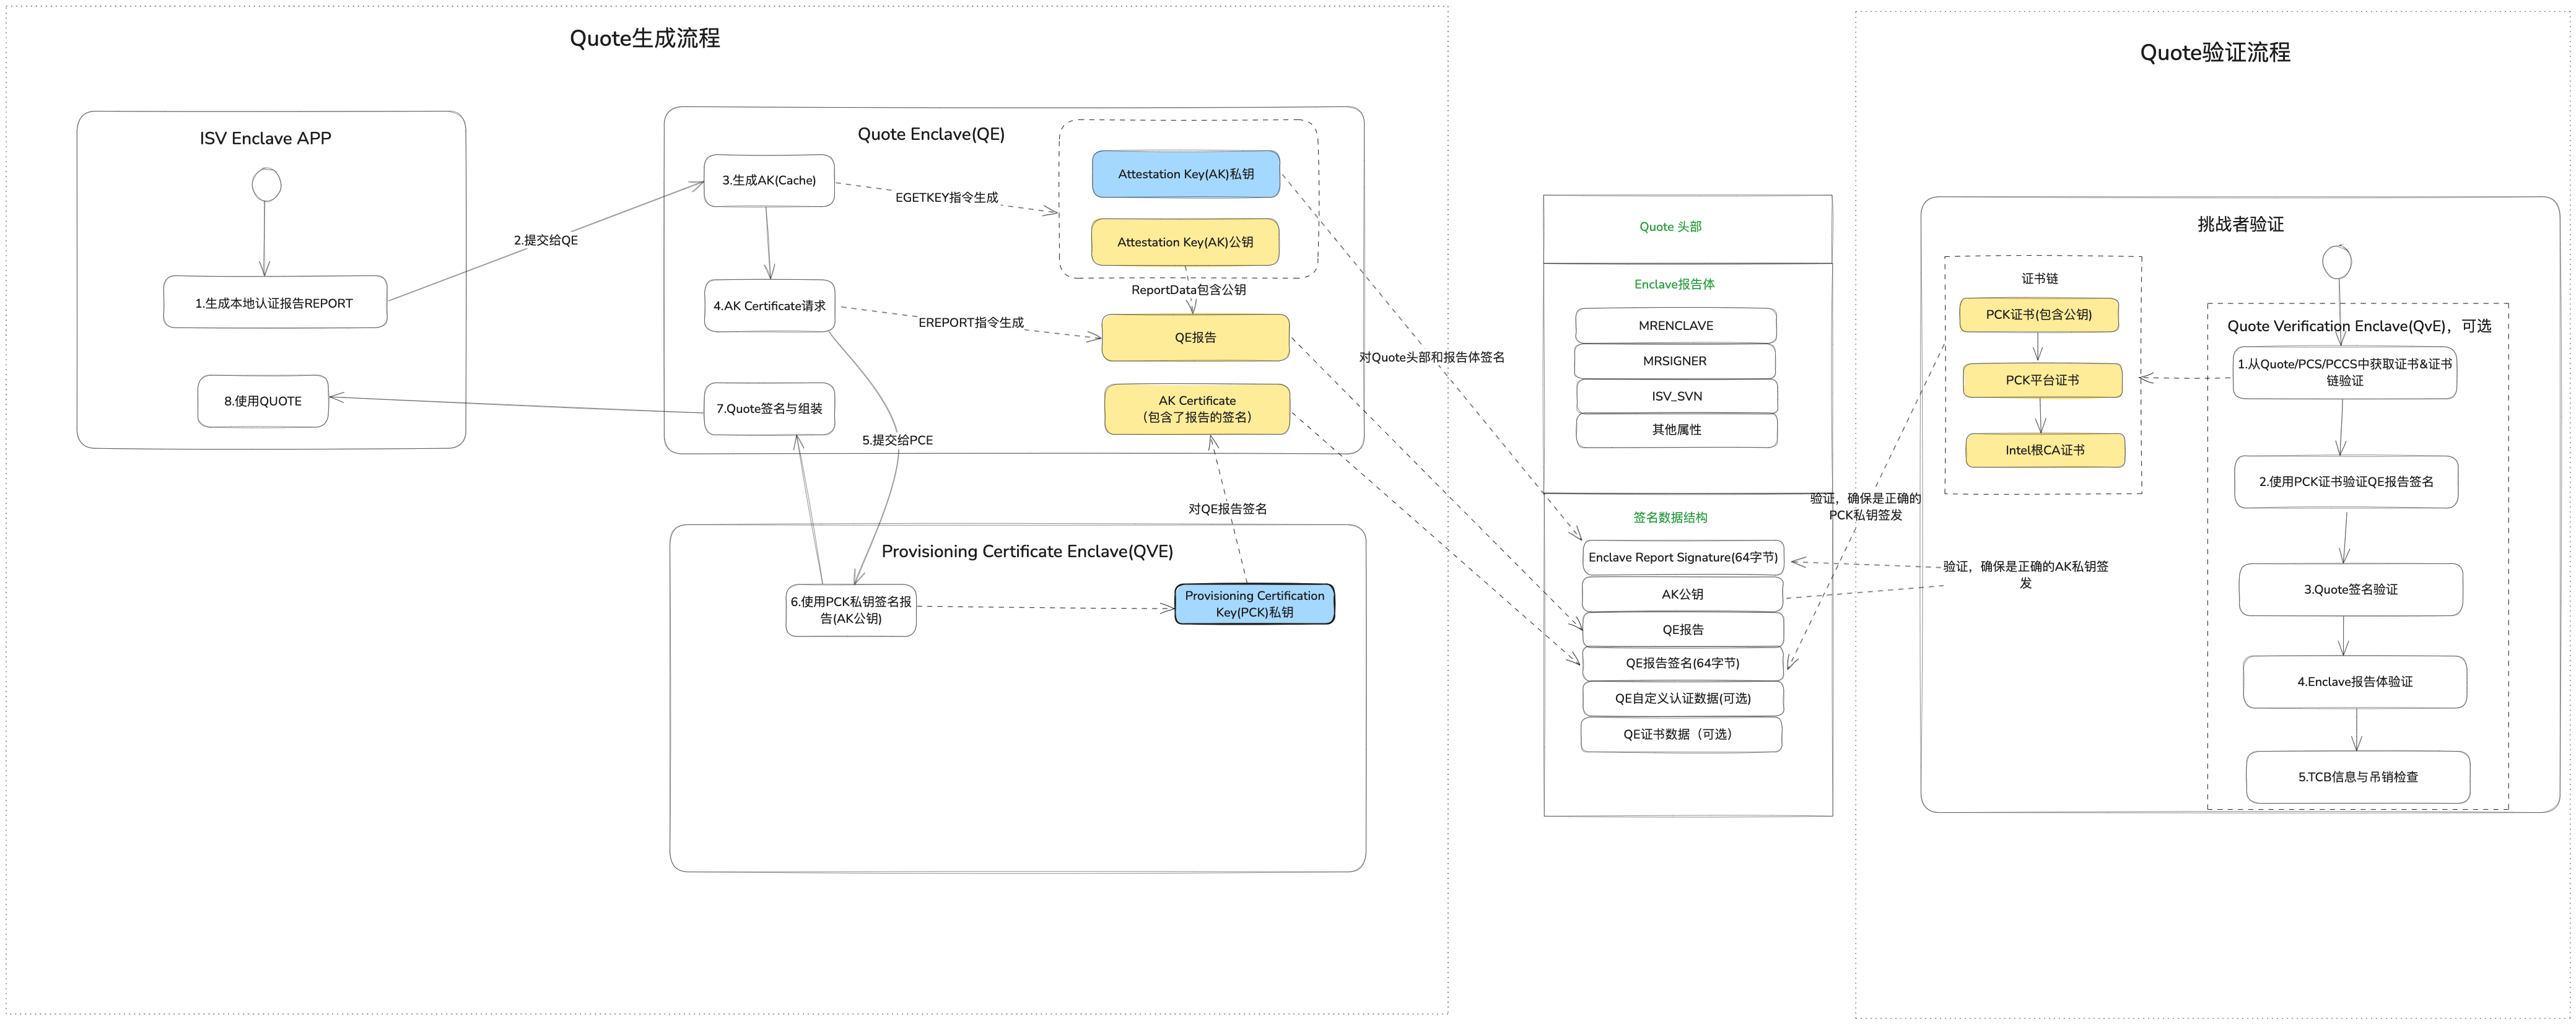 Quote生成流程
ISV Enclave APP
1.生成本地认证报告REPORT
8.使用QUOTE
2.提交给QE
Quote Enclave(QE)
3.生成AK(Cache)
EGETKEY指令生成
Attestation Key(AK)私钥
Attestation Key(AK)公钥
ReportData包含公钥
4.AK Certificate请求
EREPORT指令生成
QE报告
7.Quote签名与组装
5.提交给PCE
AK Certificate
（包含了报告的签名）
对QE报告签名
Provisioning Certificate Enclave(QVE)
6.使用PCK私钥签名报
告(AK公钥)
Provisioning Certification
Key(PCK)私钥
对Quote头部和报告体签名
Quote 头部
Enclave报告体
MRENCLAVE
MRSIGNER
ISV_SVN
其他属性
签名数据结构
Enclave Report Signature(64字节)
AK公钥
QE报告
QE报告签名(64字节)
QE自定义认证数据(可选)
QE证书数据（可选）
验证，确保是正确的
PCK私钥签发
验证，确保是正确的AK私钥签
发
Quote验证流程
挑战者验证
证书链
PCK证书(包含公钥)
PCK平台证书
Intel根CA证书
Quote Verification Enclave(QvE)，可选
1.从Quote/PCS/PCCS中获取证书&证书
链验证
2.使用PCK证书验证QE报告签名
3.Quote签名验证
4.Enclave报告体验证
5.TCB信息与吊销检查